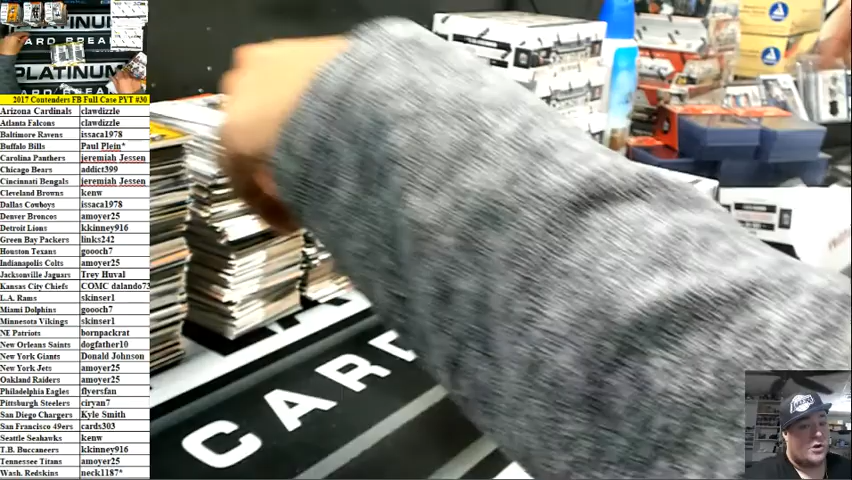 PLATINUM
CARD BREAK
PLATINUM
2017 Contenders FB Full Case PYT #30
Arizona Cardinals clawdizzle
Atlanta Falcons clawdizzle
Baltimore Ravens issaca1978
Buffalo Bills Paul Plein*
Carolina Panthers jeremiah Jessen
Chicago Bears addict399
Cincinnati Bengals jeremiah Jessen
Cleveland Browns kenw
Dallas Cowboys issaca1978
Denver Broncos amoyer25
Detroit Lions kkinney916
Green Bay Packers links242
Houston Texans goooch7
Indianapolis Colts amoyer25
Jacksonville Jaguars Trey Huval
Kansas City Chiefs COMC dalando73
L.A. Rams skinser1
Miami Dolphins goooch7
Minnesota Vikings skinser1
NE Patriots bornpackrat
New Orleans Saints dogfather10
New York Giants Donald Johnson
New York Jets amoyer25
Oakland Raiders amoyer25
Philadelphia Eagles flyersfan
Pittsburgh Steelers ciryan7
San Diego Chargers Kyle Smith
San Francisco 49ers cards303
Seattle Seahawks kenw
T.B. Buccaneers kkinney916
Tennessee Titans amoyer25
Wash. Redskins neck1187*
CAR